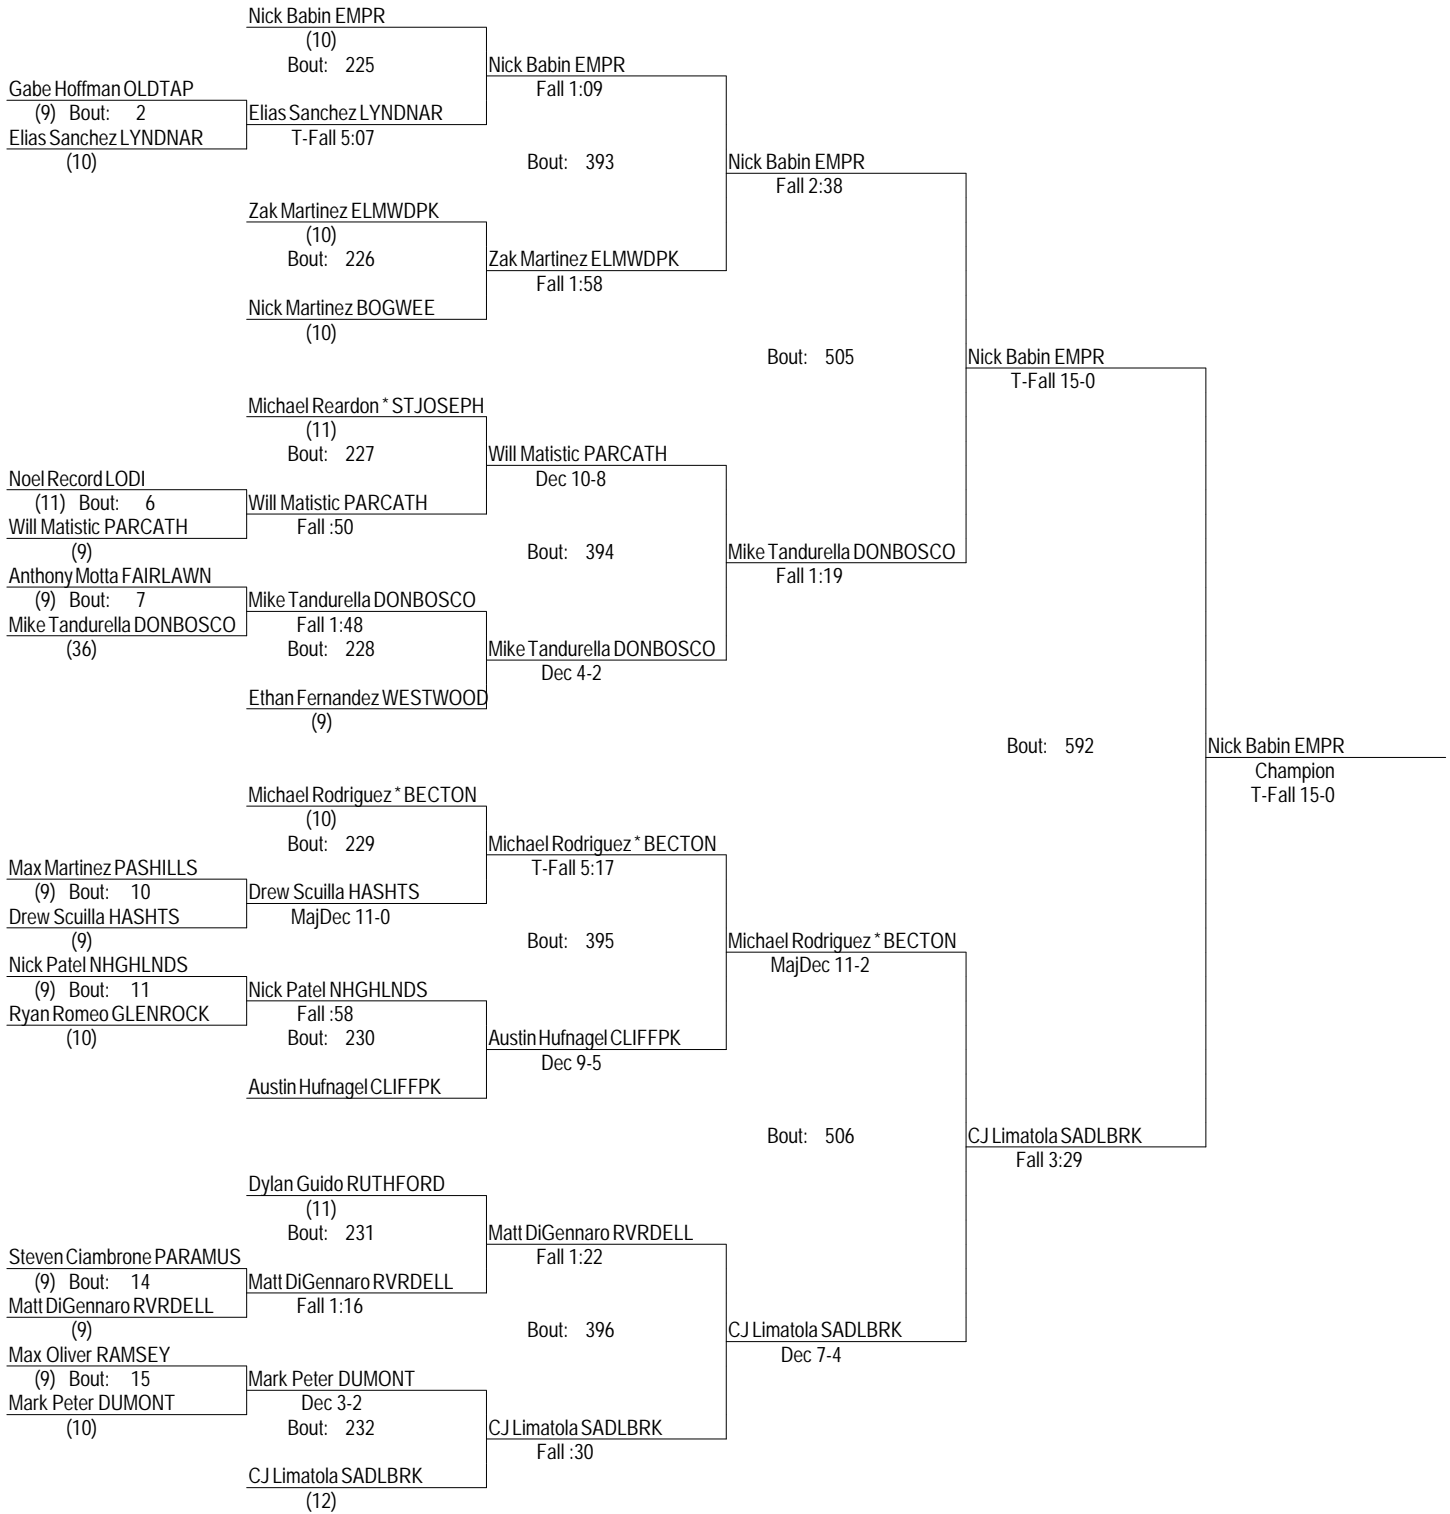 Nick Babin EMPR
(10)
Bout: 225
Nick Babin EMPR
Fall 1:09
Gabe Hoffman OLDTAP
(9) Bout: 2
Elias Sanchez LYNDNAR
Elias Sanchez LYNDNAR
T-Fall 5:07
(10)
Bout: 393
Nick Babin EMPR
Fall 2:38
Zak Martinez ELMWDPK
(10)
Bout: 226
Zak Martinez ELMWDPK
Fall 1:58
Nick Martinez BOGWEE
(10)
Bout: 505
Nick Babin EMPR
T-Fall 15-0
Michael Reardon * STJOSEPH
(11)
Bout: 227
Will Matistic PARCATH
Dec 10-8
Noel Record LODI
(11) Bout: 6
Will Matistic PARCATH
Will Matistic PARCATH
Fall :50
(9)
Bout: 394
Mike Tandurella DONBOSCO
Fall 1:19
Anthony Motta FAIRLAWN
(9) Bout: 7
Mike Tandurella DONBOSCO
Mike Tandurella DONBOSCO
Fall 1:48
(36)
Bout: 228
Mike Tandurella DONBOSCO
Dec 4-2
Ethan Fernandez WESTWOOD
(9)
Bout: 592
Nick Babin EMPR
Champion
T-Fall 15-0
Michael Rodriguez * BECTON
(10)
Bout: 229
Michael Rodriguez * BECTON
T-Fall 5:17
Max Martinez PASHILLS
(9) Bout: 10
Drew Scuilla HASHTS
Drew Scuilla HASHTS
MajDec 11-0
(9)
Bout: 395
Michael Rodriguez * BECTON
MajDec 11-2
Nick Patel NHGHLNDS
(9) Bout: 11
Nick Patel NHGHLNDS
Ryan Romeo GLENROCK
Fall :58
(10)
Bout: 230
Austin Hufnagel CLIFFPK
Dec 9-5
Austin Hufnagel CLIFFPK
Bout: 506
CJ Limatola SADLBRK
Fall 3:29
Dylan Guido RUTHFORD
(11)
Bout: 231
Matt DiGennaro RVRDELL
Fall 1:22
Steven Ciambrone PARAMUS
(9) Bout: 14
Matt DiGennaro RVRDELL
Matt DiGennaro RVRDELL
Fall 1:16
(9)
Bout: 396
CJ Limatola SADLBRK
Dec 7-4
Max Oliver RAMSEY
(9) Bout: 15
Mark Peter DUMONT
Mark Peter DUMONT
Dec 3-2
(10)
Bout: 232
CJ Limatola SADLBRK
Fall :30
CJ Limatola SADLBRK
(12)